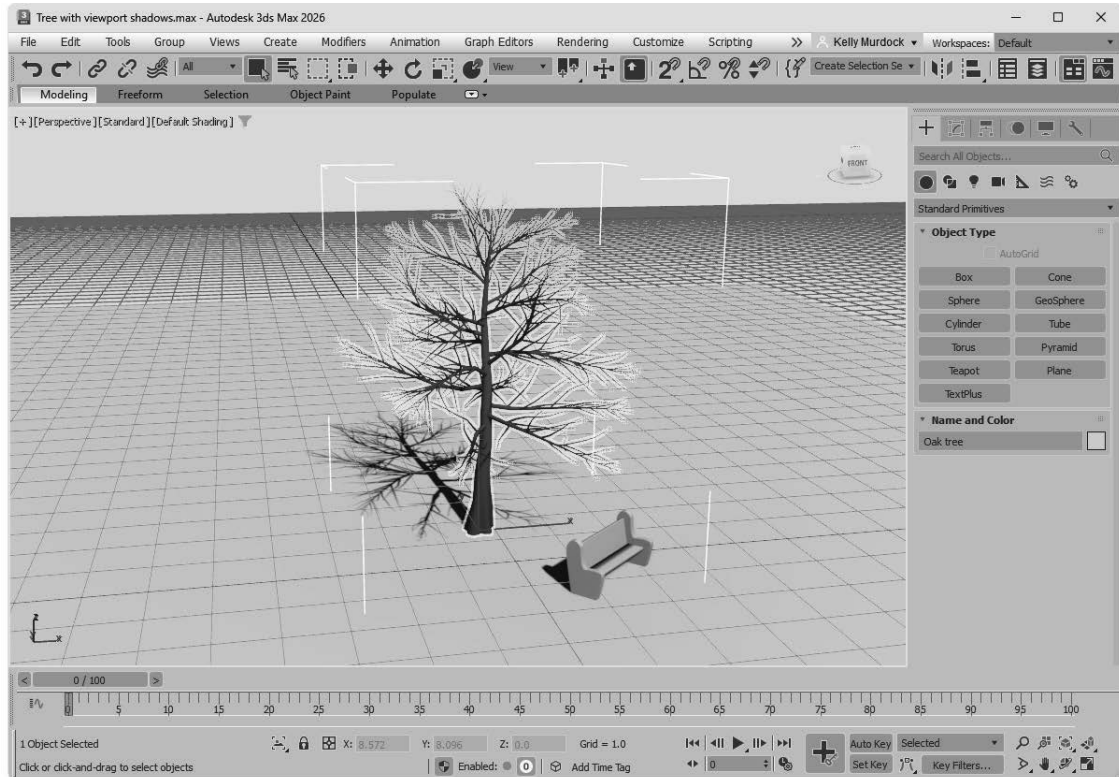 Tree with viewport shadows.max - Autodesk 3ds Max 2026
File Edit Tools Group Views Create Modifiers Animation Graph Editors Rendering Customize Scripting Kelly Murdock Workspaces: Default
All View Create Selection Se
Modeling Freeform Selection Object Paint Populate
[+][Perspective][Standard][Default Shading]
FRONT
Search All Objects...
Standard Primitives
Object Type
AutoGrid
Box Cone
Sphere GeoSphere
Cylinder Tube
Torus Pyramid
Teapot Plane
TextPlus
Name and Color
Oak tree
x
z
y x
0 / 100
0 5 10 15 20 25 30 35 40 45 50 55 60 65 70 75 80 85 90 95 100
1 Object Selected X: 8.572 Y: 8.096 Z: 0.0 Grid = 1.0 Auto Key Selected
Click or click-and-drag to select objects Enabled: 0 Add Time Tag 0 Set Key Key Filters...